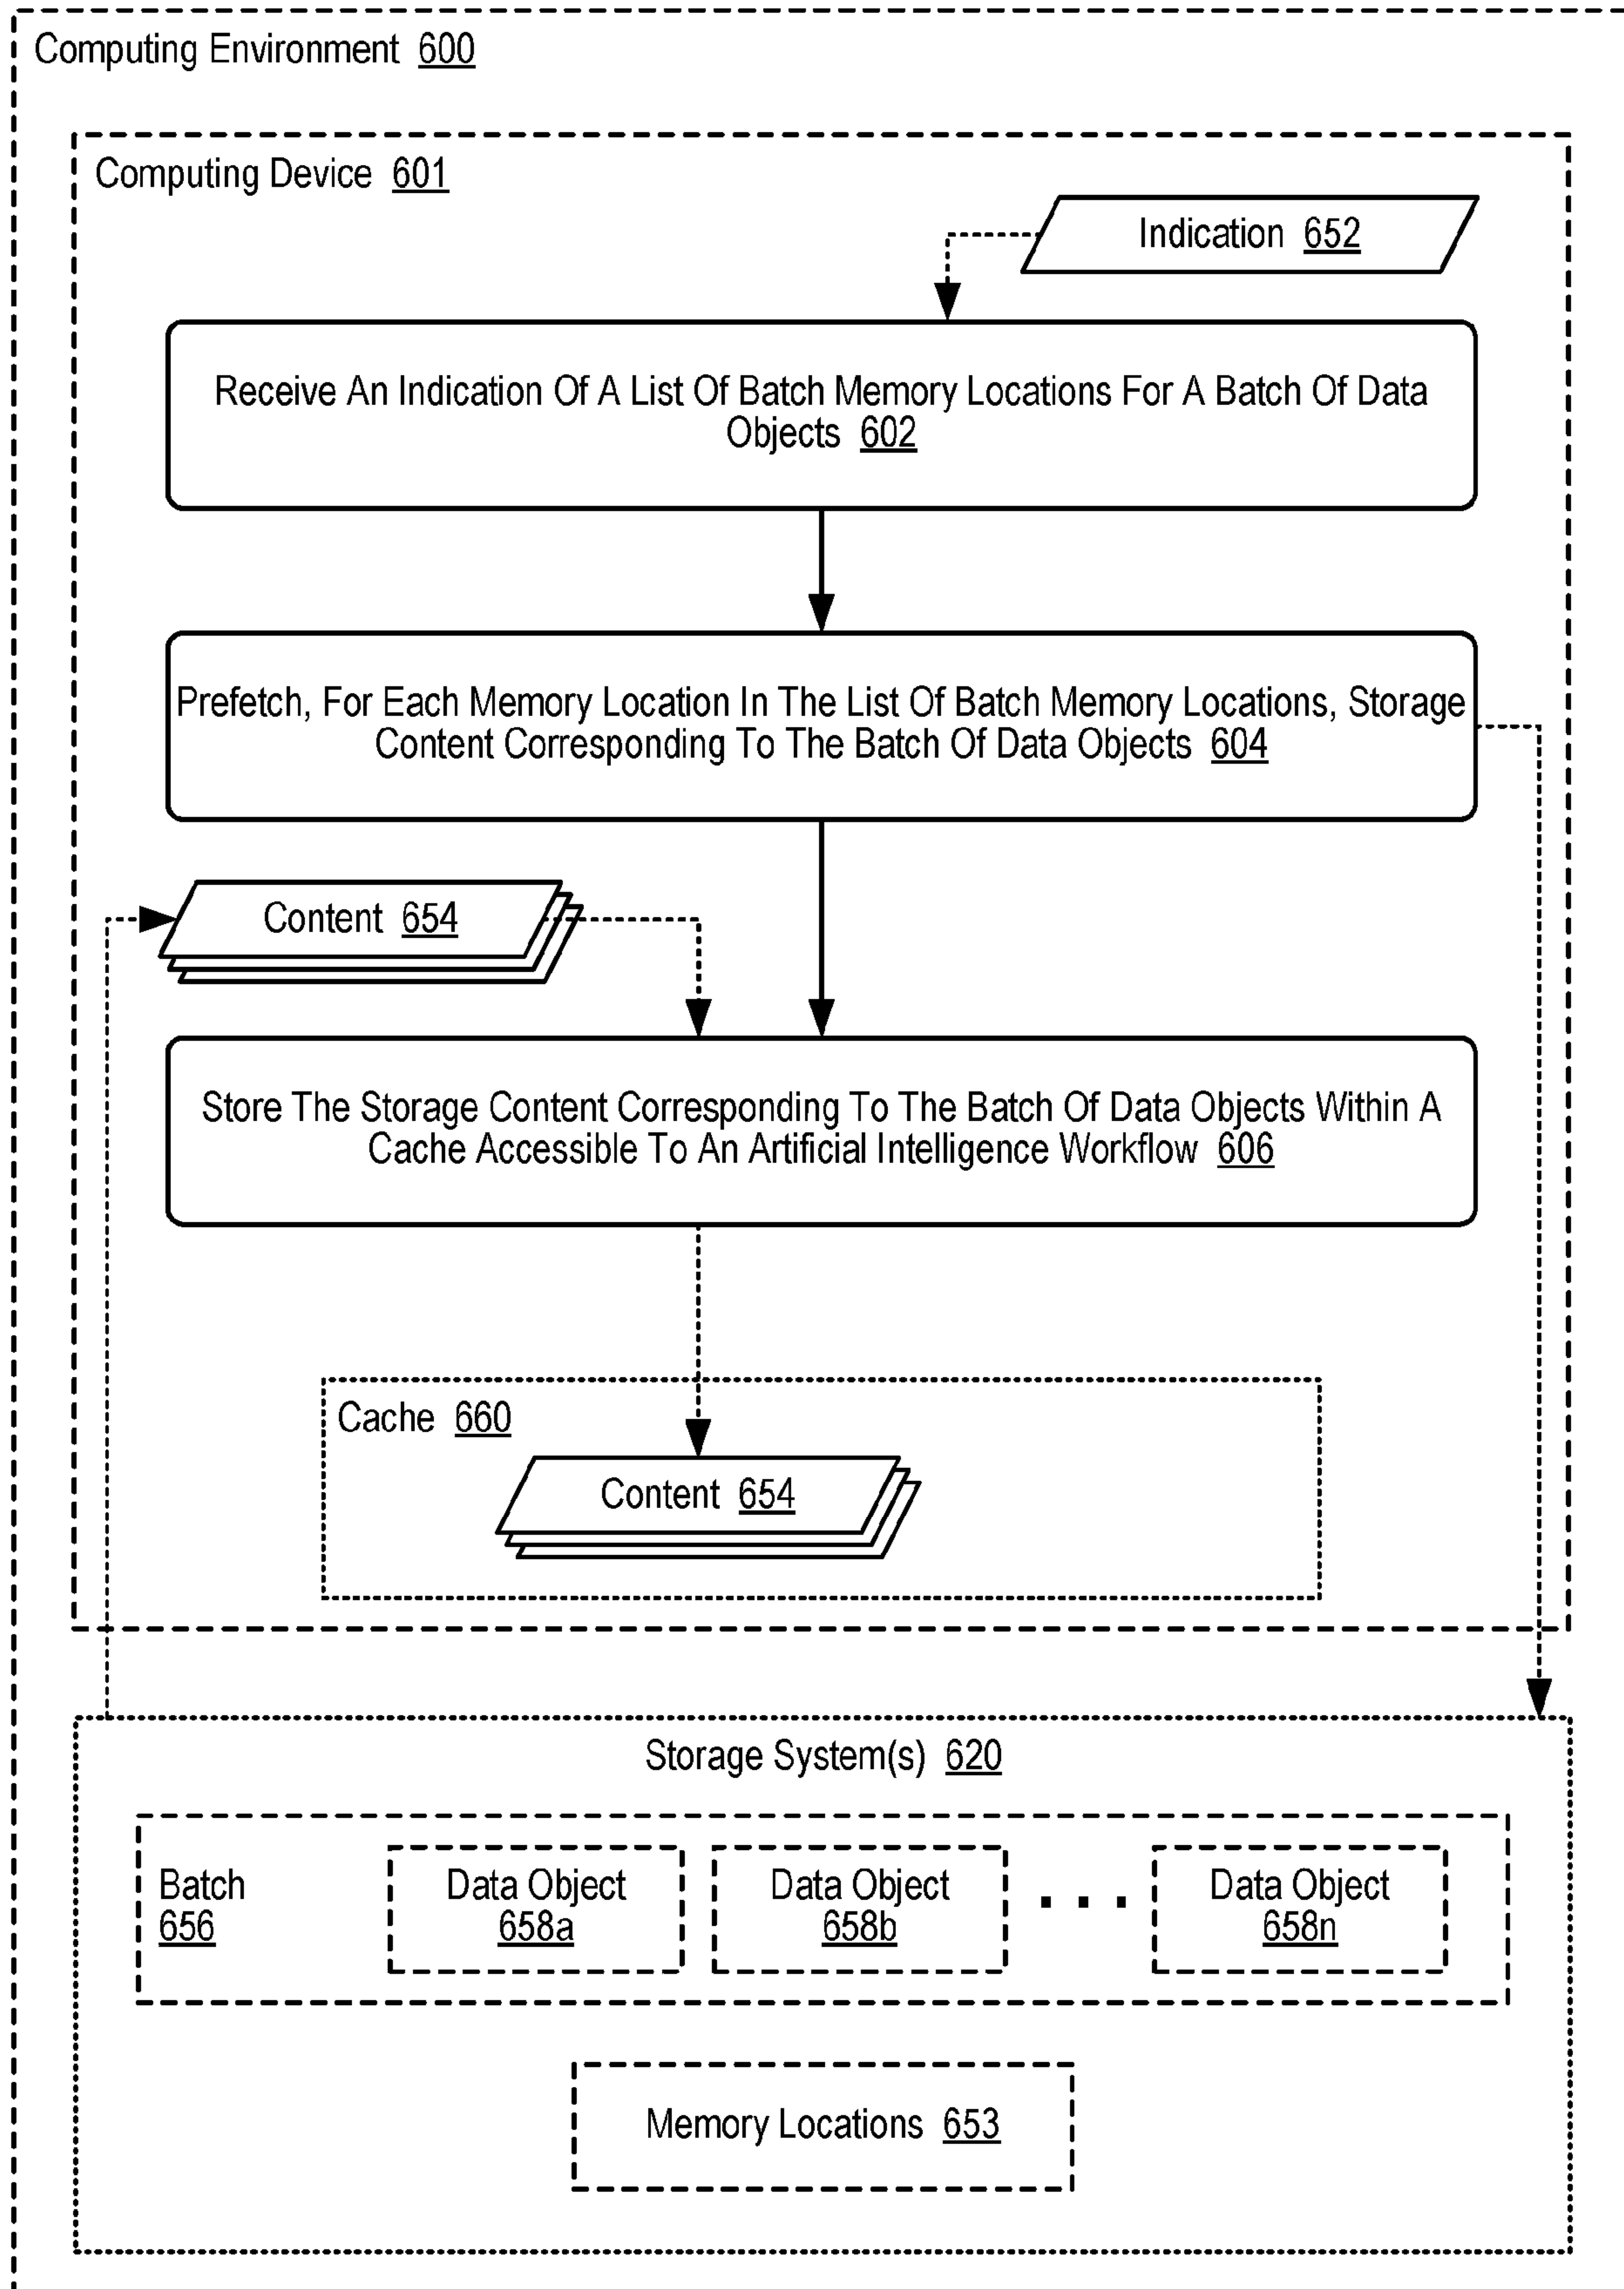 Computing Environment 600
Computing Device 601
Indication 652
Receive An Indication Of A List Of Batch Memory Locations For A Batch Of Data
Objects 602
Prefetch, For Each Memory Location In The List Of Batch Memory Locations, Storage
Content Corresponding To The Batch Of Data Objects 604
Content 654
Store The Storage Content Corresponding To The Batch Of Data Objects Within A
Cache Accessible To An Artificial Intelligence Workflow 606
Cache 660
Content 654
Storage System(s) 620
Batch
656
Data Object
658a
Data Object
658b
. . .
Data Object
658n
Memory Locations 653